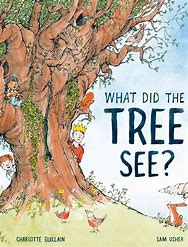 WHAT DID THE
TREE
SEE?
CHARLOTTE GUILLAIN
SAM USHER